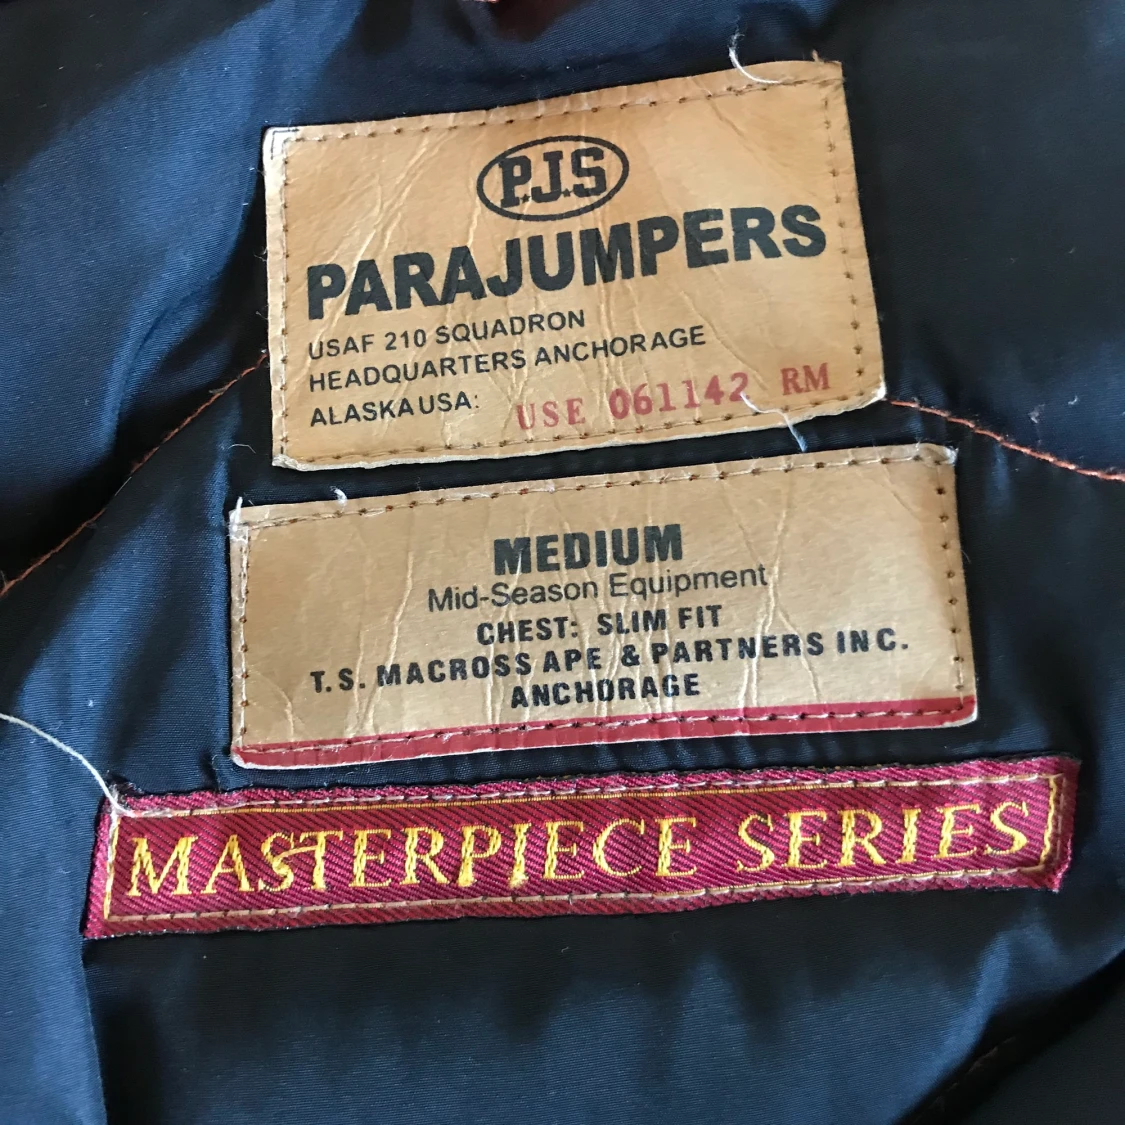 P.J.S
PARAJUMPERS
USAF 210 SQUADRON
HEADQUARTERS ANCHORAGE
ALASKA USA: USE 061142 RM
MEDIUM
Mid-Season Equipment
CHEST: SLIM FIT
T.S. MACROSS APE & PARTNERS INC.
ANCHORAGE
MASTERPIECE SERIES